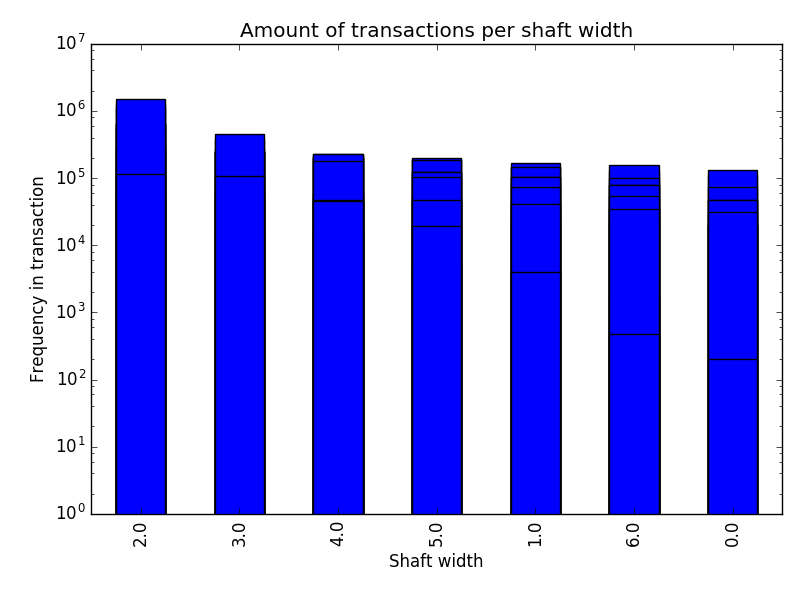 Amount of transactions per shaft width
Frequency in transaction
10^7
10^6
10^5
10^4
10^3
10^2
10^1
10^0
2.0 3.0 4.0 5.0 1.0 6.0 0.0
Shaft width